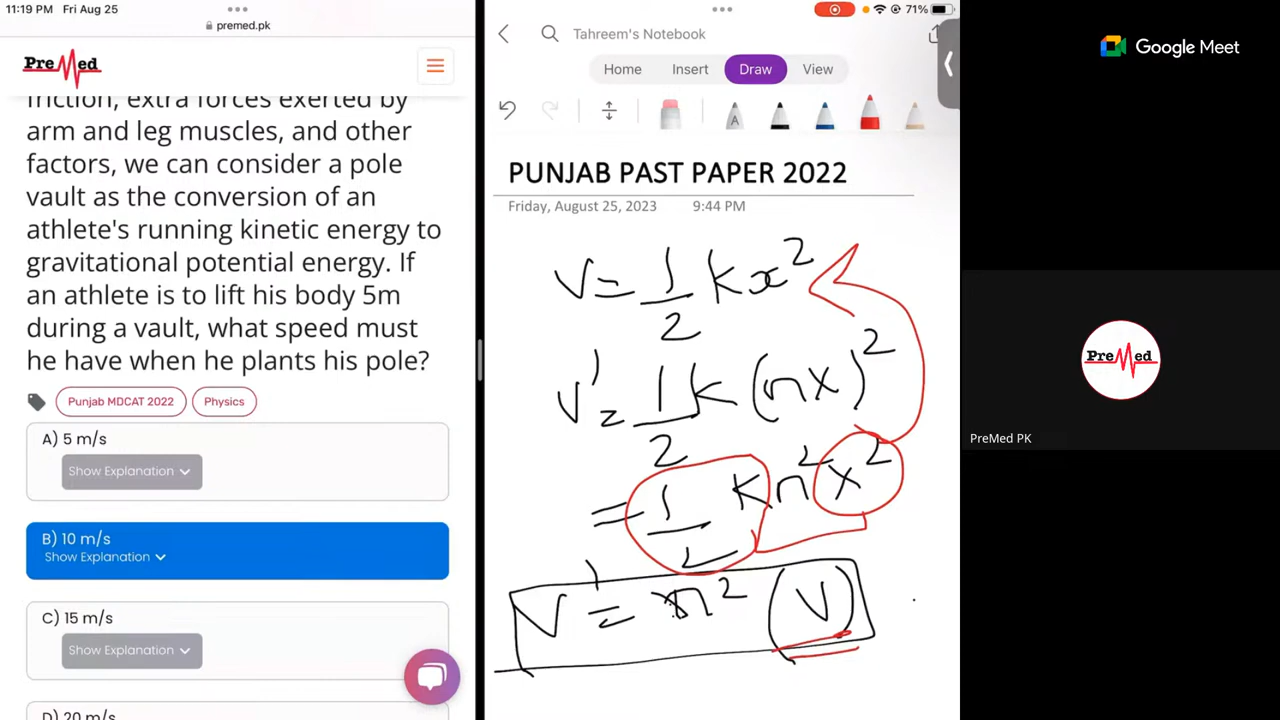 11:19 PM Fri Aug 25
premed.pk
PreMed
friction, extra forces exerted by
arm and leg muscles, and other
factors, we can consider a pole
vault as the conversion of an
athlete's running kinetic energy to
gravitational potential energy. If
an athlete is to lift his body 5m
during a vault, what speed must
he have when he plants his pole?
Punjab MDCAT 2022
Physics
A) 5 m/s
Show Explanation
B) 10 m/s
Show Explanation
C) 15 m/s
Show Explanation
D) 20 m/s
71%
Tahreem's Notebook
Home
Insert
Draw
View
A
PUNJAB PAST PAPER 2022
Friday, August 25, 2023 9:44 PM
V = 1/2 kx²
V' = 1/2 k (nx)²
= 1/2 k n² x²
V' = n² (V)
Google Meet
PreMed
PreMed PK